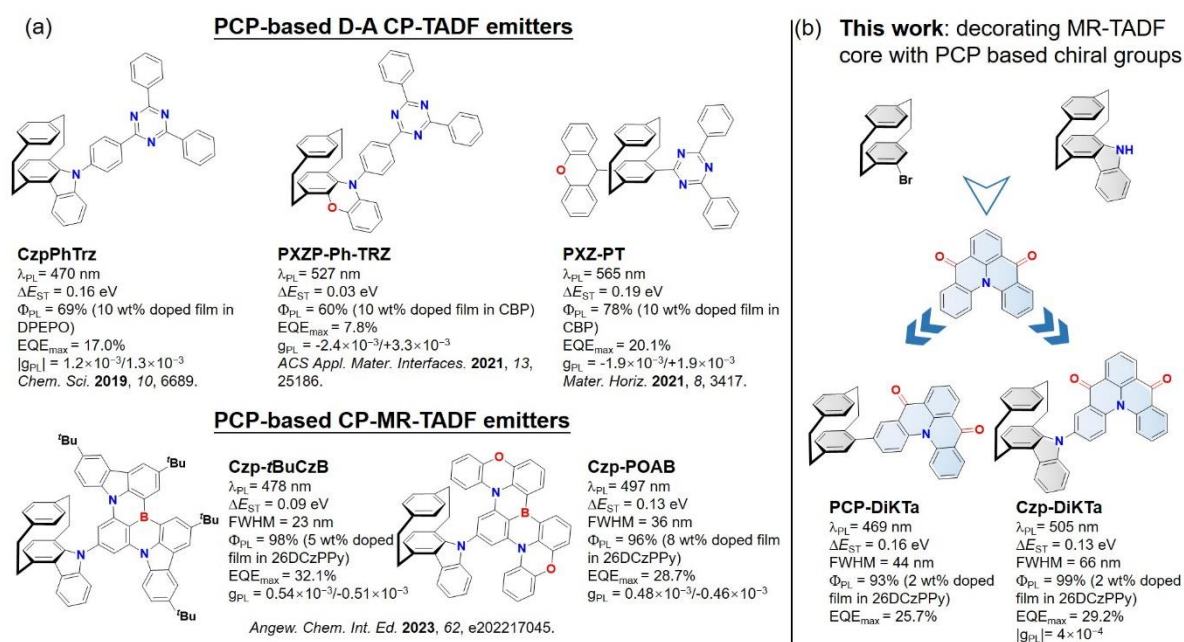 (a)
PCP-based D-A CP-TADF emitters
N
N
N
N
CzpPhTrz
λPL= 470 nm
ΔEST = 0.16 eV
ΦPL = 69% (10 wt% doped film in
DPEPO)
EQEmax = 17.0%
|gPL| = 1.2×10⁻³/1.3×10⁻³
Chem. Sci. 2019, 10, 6689.
N
N
N
N
O
PXZP-Ph-TRZ
λPL= 527 nm
ΔEST = 0.03 eV
ΦPL = 60% (10 wt% doped film in CBP)
EQEmax = 7.8%
gPL = -2.4×10⁻³/+3.3×10⁻³
ACS Appl. Mater. Interfaces. 2021, 13,
25186.
O
N
N
N
PXZ-PT
λPL= 565 nm
ΔEST = 0.19 eV
ΦPL = 78% (10 wt% doped film in
CBP)
EQEmax = 20.1%
gPL = -1.9×10⁻³/+1.9×10⁻³
Mater. Horiz. 2021, 8, 3417.
PCP-based CP-MR-TADF emitters
tBu
tBu
tBu
tBu
N
B
N
N
Czp-tBuCzB
λPL= 478 nm
ΔEST = 0.09 eV
FWHM = 23 nm
ΦPL = 98% (5 wt% doped
film in 26DCzPPy)
EQEmax = 32.1%
gPL = 0.54×10⁻³/-0.51×10⁻³
O
N
B
N
N
O
Czp-POAB
λPL= 497 nm
ΔEST = 0.13 eV
FWHM = 36 nm
ΦPL = 96% (8 wt% doped
film in 26DCzPPy)
EQEmax = 28.7%
gPL = 0.48×10⁻³/-0.46×10⁻³
Angew. Chem. Int. Ed. 2023, 62, e202217045.
(b)
This work: decorating MR-TADF
core with PCP based chiral groups
Br
NH
O
O
N
O
N
O
PCP-DiKTa
λPL= 469 nm
ΔEST = 0.16 eV
FWHM = 44 nm
ΦPL = 93% (2 wt% doped
film in 26DCzPPy)
EQEmax = 25.7%
O
O
N
N
Czp-DiKTa
λPL= 505 nm
ΔEST = 0.13 eV
FWHM = 66 nm
ΦPL = 99% (2 wt% doped
film in 26DCzPPy)
EQEmax = 29.2%
|gPL| = 4×10⁻⁴